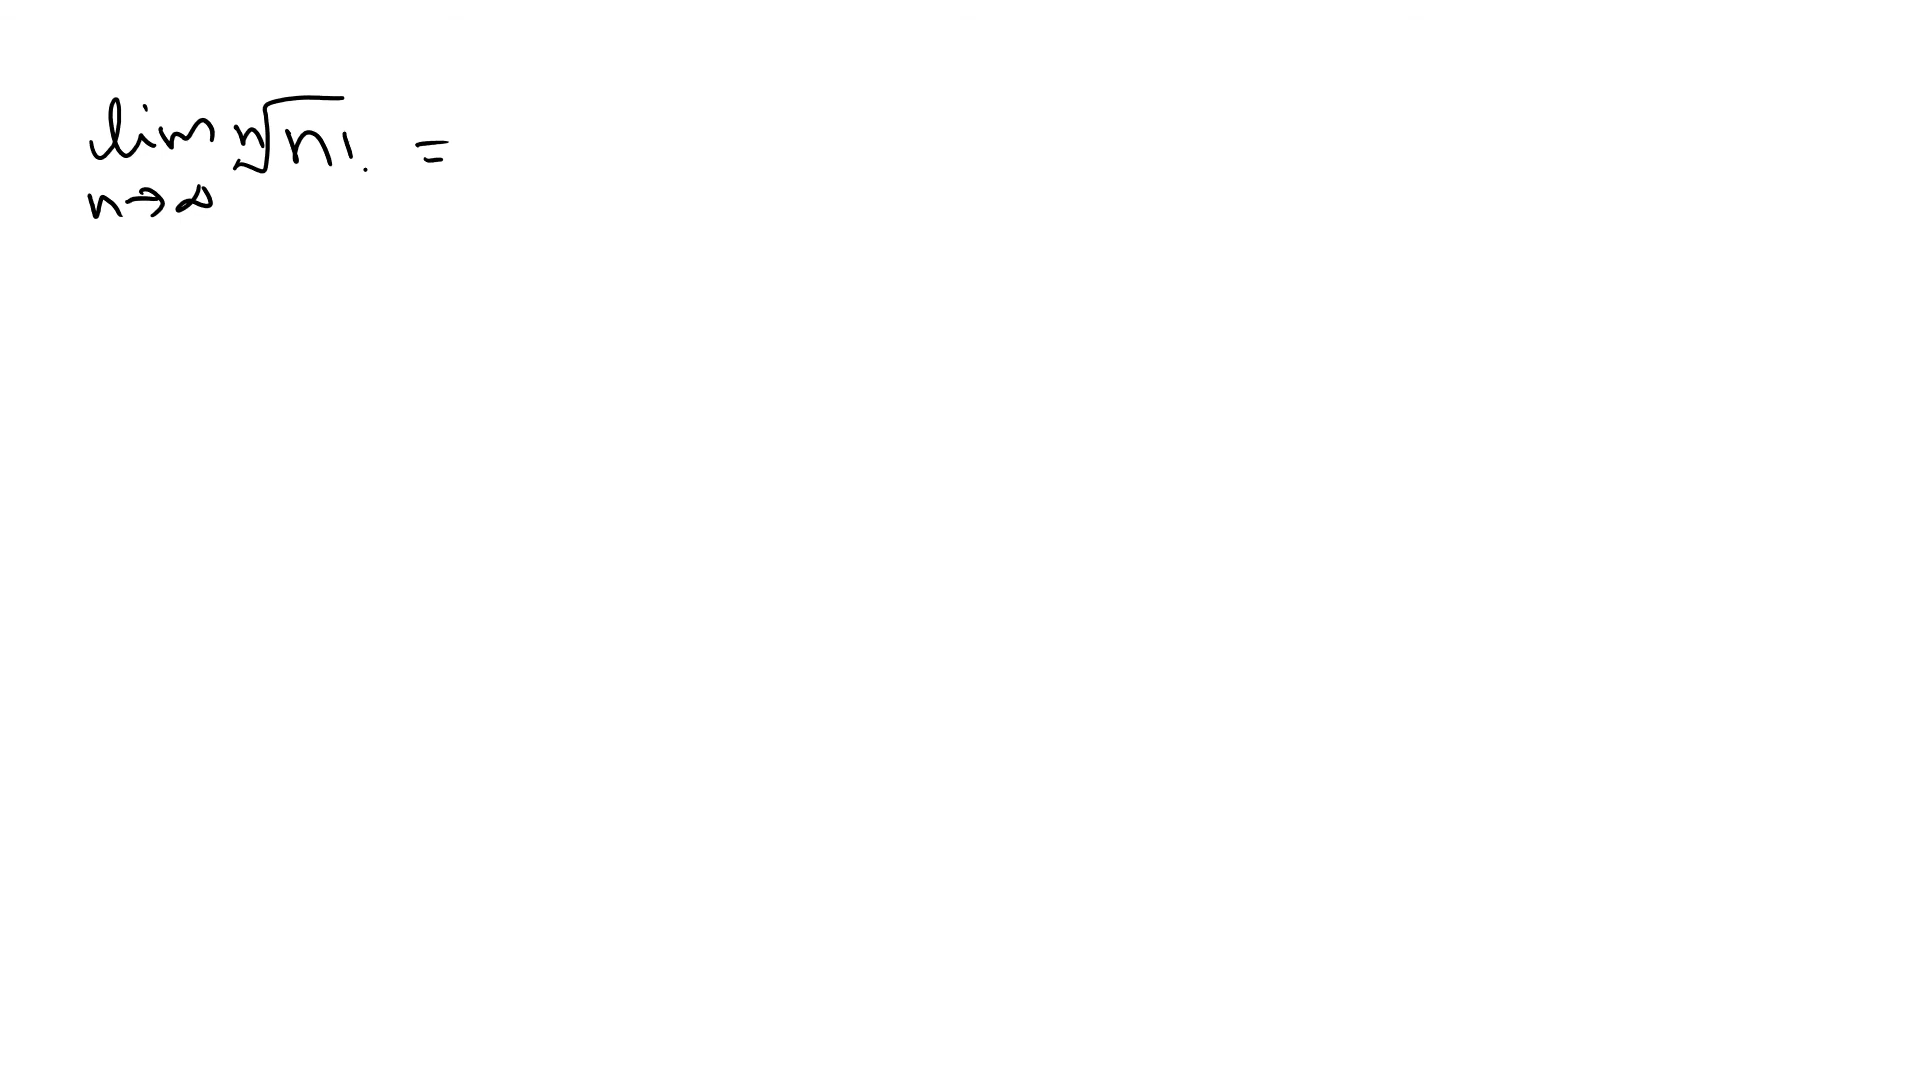 lim ⁿ√n! =
n→∞